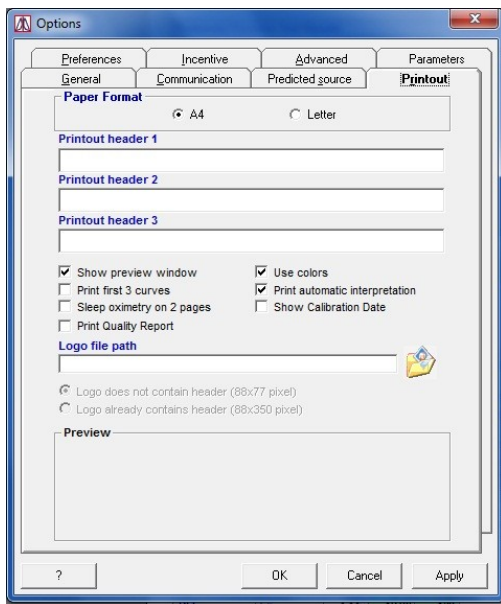 Options
Preferences Incentive Advanced Parameters
General Communication Predicted source Printout
Paper Format
A4 Letter
Printout header 1
Printout header 2
Printout header 3
Show preview window Use colors
Print first 3 curves Print automatic interpretation
Sleep oximetry on 2 pages Show Calibration Date
Print Quality Report
Logo file path
Logo does not contain header (88x77 pixel)
Logo already contains header (88x350 pixel)
Preview
? OK Cancel Apply